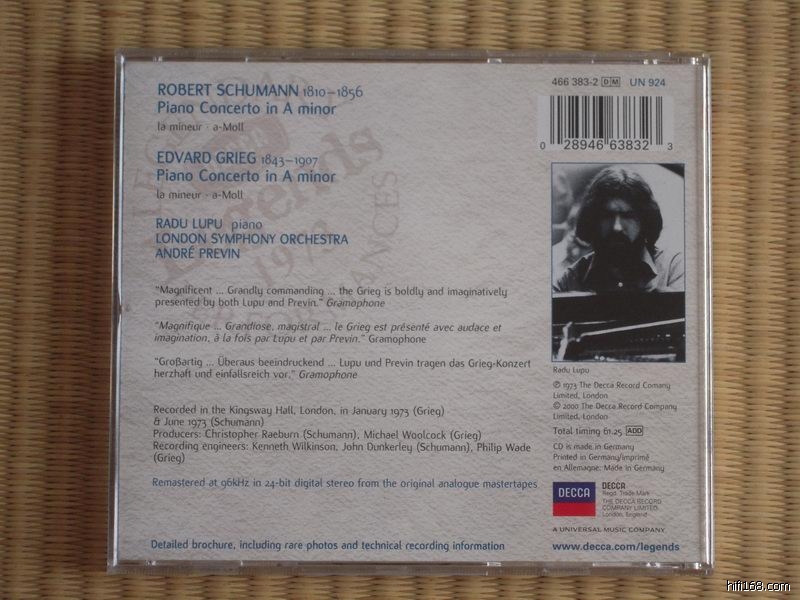 ROBERT SCHUMANN 1810–1856
Piano Concerto in A minor
la mineur · a-Moll
EDVARD GRIEG 1843–1907
Piano Concerto in A minor
la mineur · a-Moll
RADU LUPU piano
LONDON SYMPHONY ORCHESTRA
ANDRÉ PREVIN
"Magnificent ... Grandly commanding ... the Grieg is boldly and imaginatively
presented by both Lupu and Previn." Gramophone
"Magnifique ... Grandiose, magistral ... le Grieg est présenté avec audace et
imagination, à la fois par Lupu et par Previn." Gramophone
"Großartig ... Überaus beeindruckend ... Lupu und Previn tragen das Grieg-Konzert
herzhaft und einfallsreich vor." Gramophone
Recorded in the Kingsway Hall, London, in January 1973 (Grieg)
& June 1973 (Schumann)
Producers: Christopher Raeburn (Schumann), Michael Woolcock (Grieg)
Recording engineers: Kenneth Wilkinson, John Dunkerley (Schumann), Philip Wade
(Grieg)
Remastered at 96kHz in 24-bit digital stereo from the original analogue mastertapes
Detailed brochure, including rare photos and technical recording information
466 383-2 DM UN 924
0 28946 63832 3
Radu Lupu
℗ 1973 The Decca Record Comany
Limited, London
© 2000 The Decca Record Company
Limited, London
Total timing 61.25 ADD
CD is made in Germany
Printed in Germany/Imprimé
en Allemagne. Made in Germany
DECCA
DECCA
Regd. Trade Mark
THE DECCA RECORD
COMPANY LIMITED
London, England
A UNIVERSAL MUSIC COMPANY
www.decca.com/legends
Legends
hifi168.com